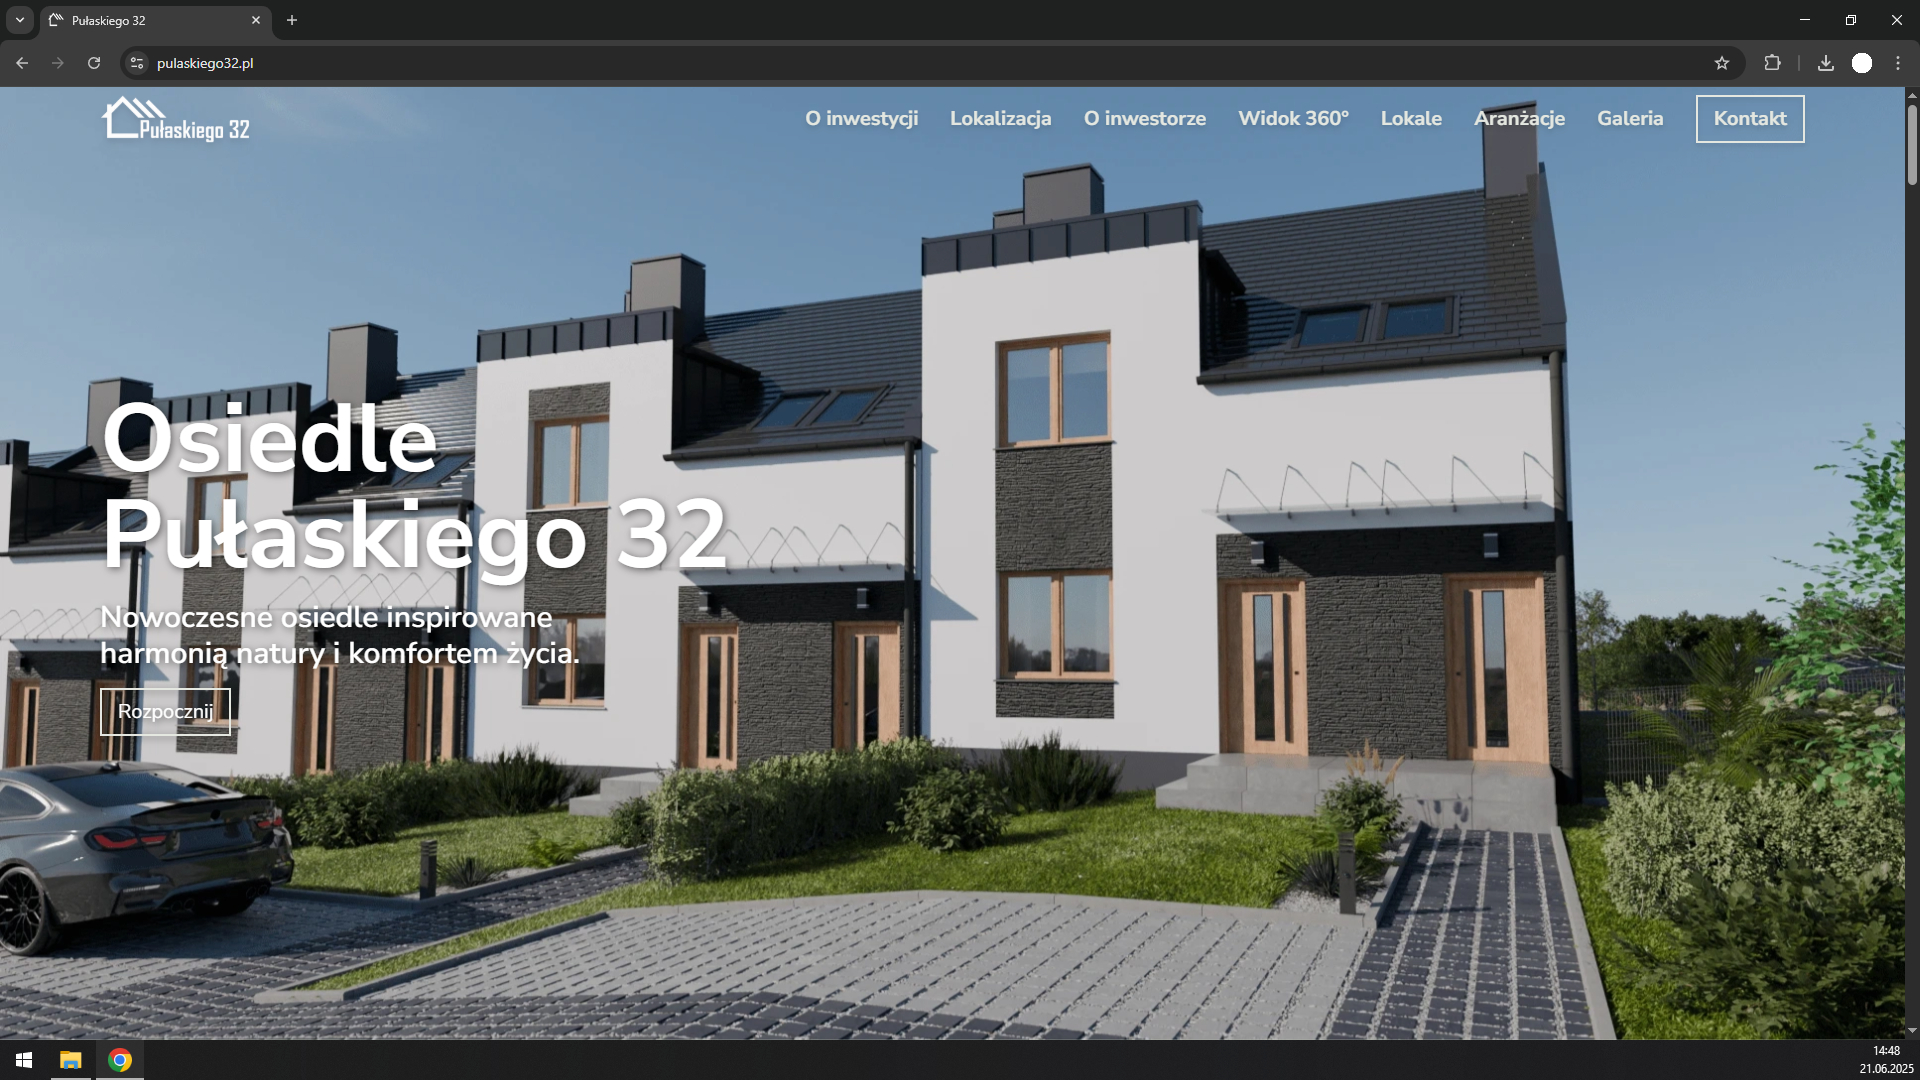 Pułaskiego 32
pulaskiego32.pl
Pułaskiego 32
O inwestycji Lokalizacja O inwestorze Widok 360° Lokale Aranżacje Galeria Kontakt
Osiedle
Pułaskiego 32
Nowoczesne osiedle inspirowane
harmonią natury i komfortem życia.
Rozpocznij
14:48
21.06.2025